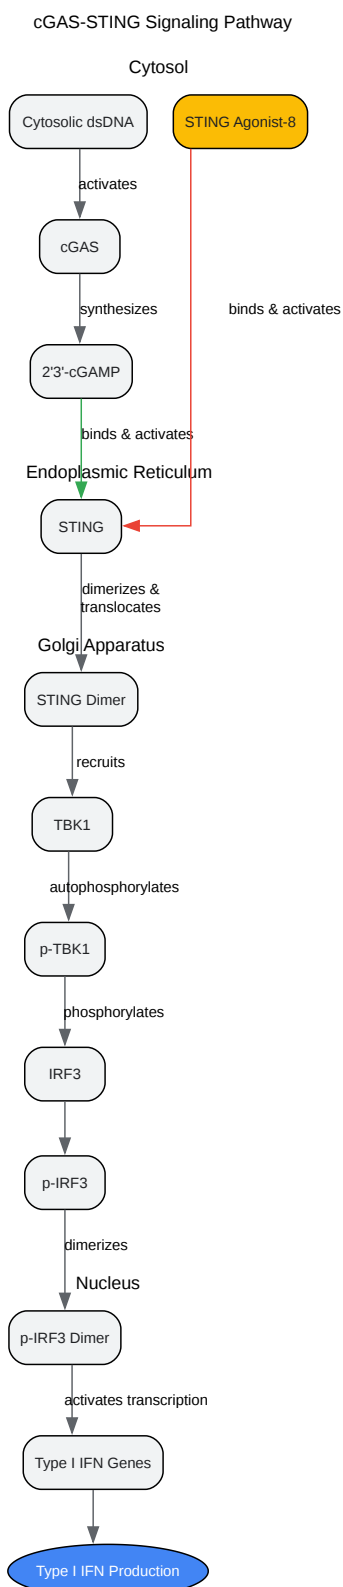 cGAS-STING Signaling Pathway
Cytosol
Cytosolic dsDNA
STING Agonist-8
activates
cGAS
synthesizes
binds & activates
2'3'-cGAMP
binds & activates
Endoplasmic Reticulum
STING
dimerizes &
translocates
Golgi Apparatus
STING Dimer
recruits
TBK1
autophosphorylates
p-TBK1
phosphorylates
IRF3
p-IRF3
dimerizes
Nucleus
p-IRF3 Dimer
activates transcription
Type I IFN Genes
Type I IFN Production